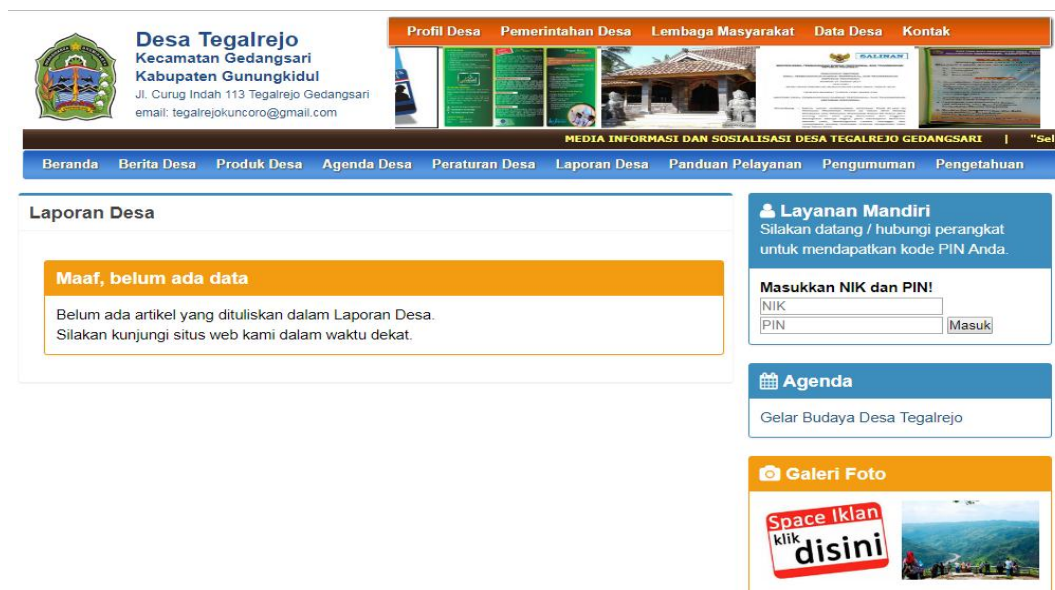 Desa Tegalrejo
Kecamatan Gedangsari
Kabupaten Gunungkidul
Jl. Curug Indah 113 Tegalrejo Gedangsari
email: tegalrejokuncoro@gmail.com
Profil Desa Pemerintahan Desa Lembaga Masyarakat Data Desa Kontak
SALINAN
MEDIA INFORMASI DAN SOSIALISASI DESA TEGALREJO GEDANGSARI | "Sel
Beranda Berita Desa Produk Desa Agenda Desa Peraturan Desa Laporan Desa Panduan Pelayanan Pengumuman Pengetahuan
Laporan Desa
Maaf, belum ada data
Belum ada artikel yang dituliskan dalam Laporan Desa.
Silakan kunjungi situs web kami dalam waktu dekat.
Layanan Mandiri
Silakan datang / hubungi perangkat
untuk mendapatkan kode PIN Anda.
Masukkan NIK dan PIN!
NIK
PIN Masuk
Agenda
Gelar Budaya Desa Tegalrejo
Galeri Foto
Space Iklan
klik disini